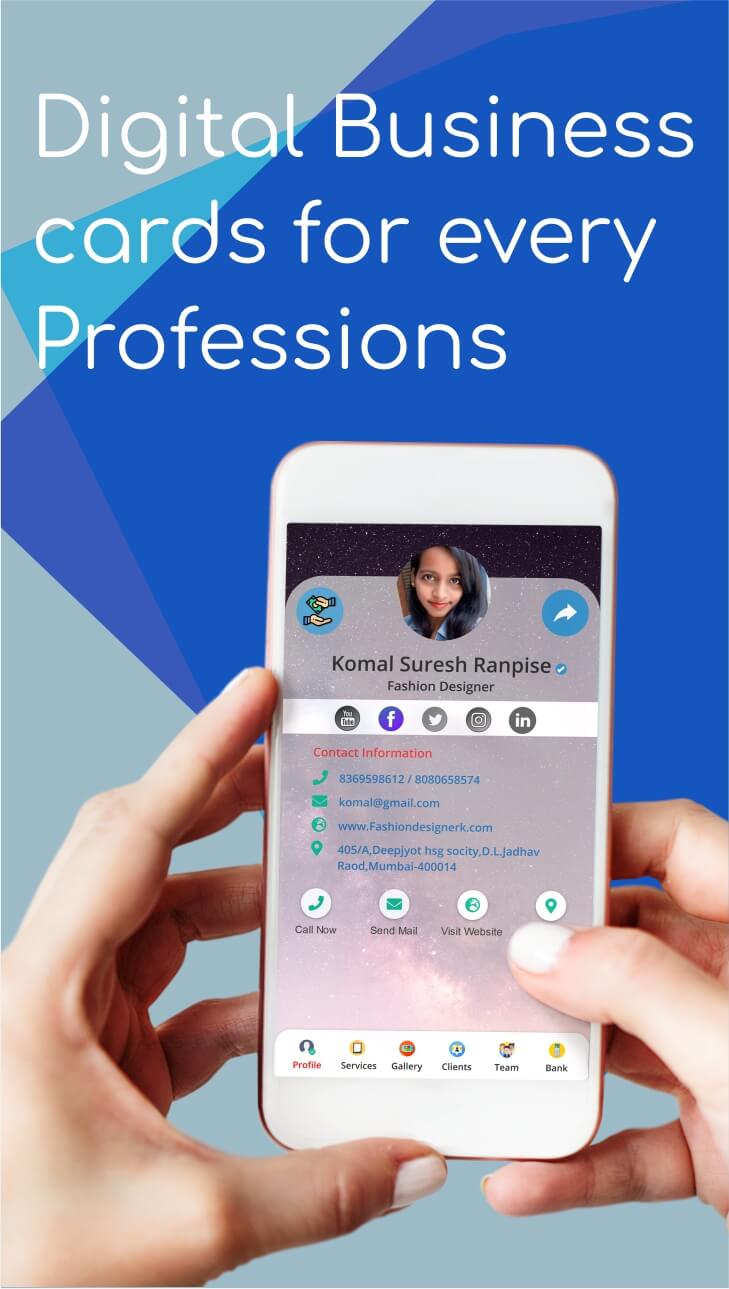 Digital Business
cards for every
Professions
Komal Suresh Ranpise
Fashion Designer
You
Tube
f
in
Contact Information
8369598612 / 8080658574
komal@gmail.com
www.Fashiondesignerk.com
405/A,Deepjyot hsg socity,D.L.Jadhav
Raod,Mumbai-400014
Call Now Send Mail Visit Website
Profile Services Gallery Clients Team Bank